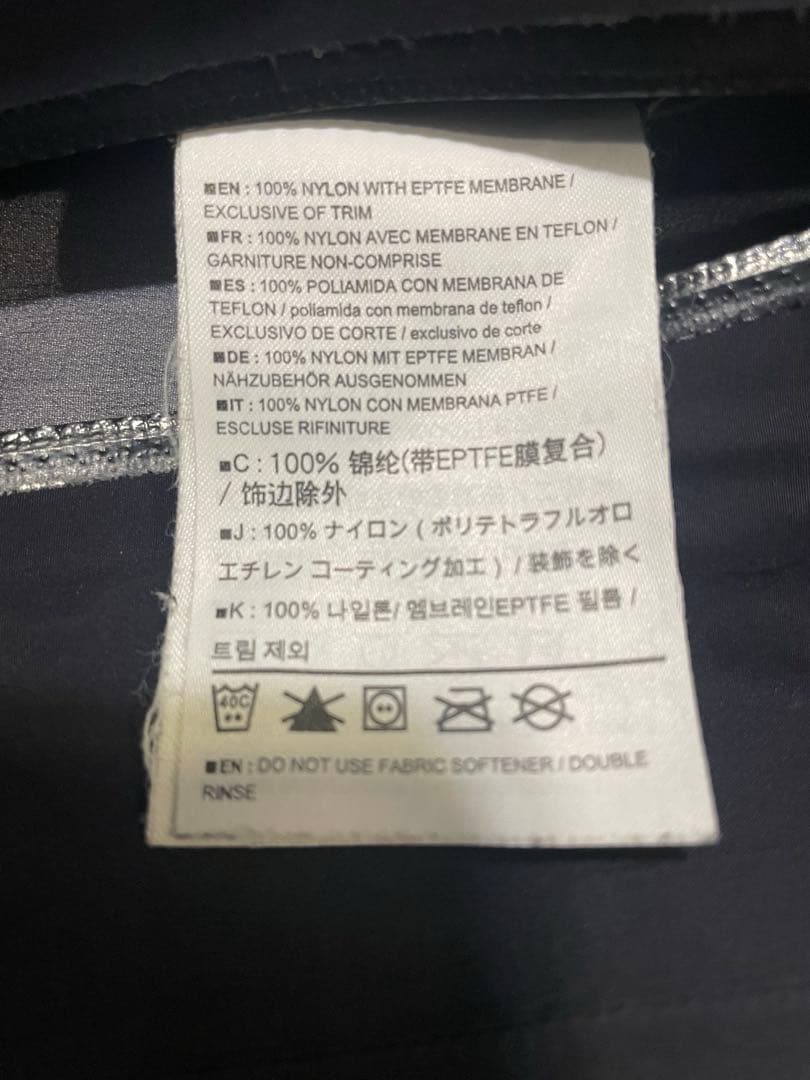 EN : 100% NYLON WITH EPTFE MEMBRANE /
EXCLUSIVE OF TRIM
FR : 100% NYLON AVEC MEMBRANE EN TEFLON /
GARNITURE NON-COMPRISE
ES : 100% POLIAMIDA CON MEMBRANA DE
TEFLON / poliamida con membrana de teflon /
EXCLUSIVO DE CORTE / exclusivo de corte
DE : 100% NYLON MIT EPTFE MEMBRAN /
NÄHZUBEHÖR AUSGENOMMEN
IT : 100% NYLON CON MEMBRANA PTFE /
ESCLUSE RIFINITURE
C : 100% 锦纶(带EPTFE膜复合)
/ 饰边除外
J : 100% ナイロン ( ポリテトラフルオロ
エチレン コーティング加工 ) / 装飾を除く
K : 100% 나일론/ 엠브레인EPTFE 필름 /
트림 제외
40C
EN : DO NOT USE FABRIC SOFTENER / DOUBLE
RINSE